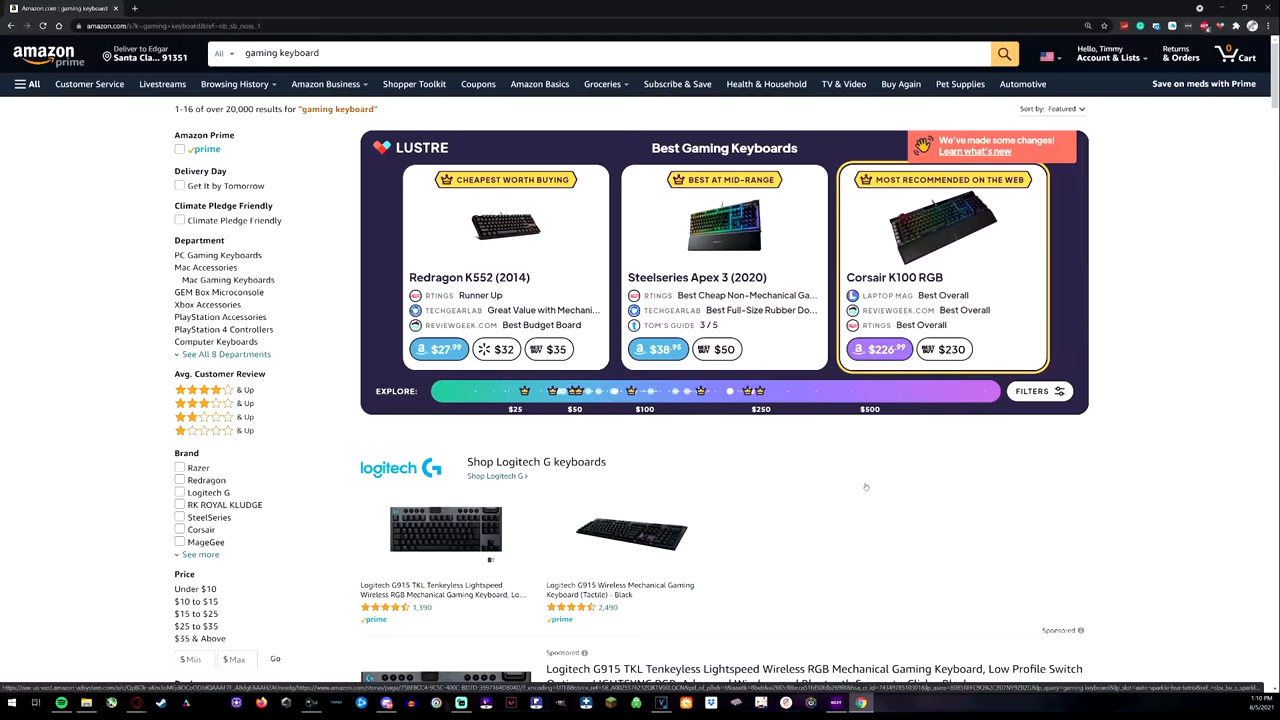 Amazon.com : gaming keyboard
amazon.com/s?k=gaming+keyboard&ref=nb_sb_noss_1
amazon prime
Deliver to Edgar
Santa Cla... 91351
All
gaming keyboard
Hello, Timmy
Account & Lists
Returns
& Orders
0
Cart
All
Customer Service
Livestreams
Browsing History
Amazon Business
Shopper Toolkit
Coupons
Amazon Basics
Groceries
Subscribe & Save
Health & Household
TV & Video
Buy Again
Pet Supplies
Automotive
Save on meds with Prime
1-16 of over 20,000 results for "gaming keyboard"
Sort by: Featured
Amazon Prime
prime
Delivery Day
Get It by Tomorrow
Climate Pledge Friendly
Climate Pledge Friendly
Department
PC Gaming Keyboards
Mac Accessories
Mac Gaming Keyboards
GEM Box Microconsole
Xbox Accessories
PlayStation Accessories
PlayStation 4 Controllers
Computer Keyboards
See All 8 Departments
Avg. Customer Review
& Up
& Up
& Up
& Up
Brand
Razer
Redragon
Logitech G
RK ROYAL KLUDGE
SteelSeries
Corsair
MageGee
See more
Price
Under $10
$10 to $15
$15 to $25
$25 to $35
$35 & Above
$ Min
$ Max
Go
LUSTRE
Best Gaming Keyboards
We've made some changes!
Learn what's new
CHEAPEST WORTH BUYING
Redragon K552 (2014)
RTINGS Runner Up
TECHGEARLAB Great Value with Mechani...
REVIEWGEEK.COM Best Budget Board
a $27.99
$32
BEST BUY $35
BEST AT MID-RANGE
Steelseries Apex 3 (2020)
RTINGS Best Cheap Non-Mechanical Ga...
TECHGEARLAB Best Full-Size Rubber Do...
TOM'S GUIDE 3 / 5
a $38.95
BEST BUY $50
MOST RECOMMENDED ON THE WEB
Corsair K100 RGB
LAPTOP MAG Best Overall
REVIEWGEEK.COM Best Overall
RTINGS Best Overall
a $226.99
BEST BUY $230
EXPLORE:
$25
$50
$100
$250
$500
FILTERS
logitech G
Shop Logitech G keyboards
Shop Logitech G ›
Logitech G915 TKL Tenkeyless Lightspeed
Wireless RGB Mechanical Gaming Keyboard, Lo...
1,390
prime
Logitech G915 Wireless Mechanical Gaming
Keyboard (Tactile) - Black
2,490
prime
Sponsored
Sponsored
Logitech G915 TKL Tenkeyless Lightspeed Wireless RGB Mechanical Gaming Keyboard, Low Profile Switch
1:10 PM
8/5/2021